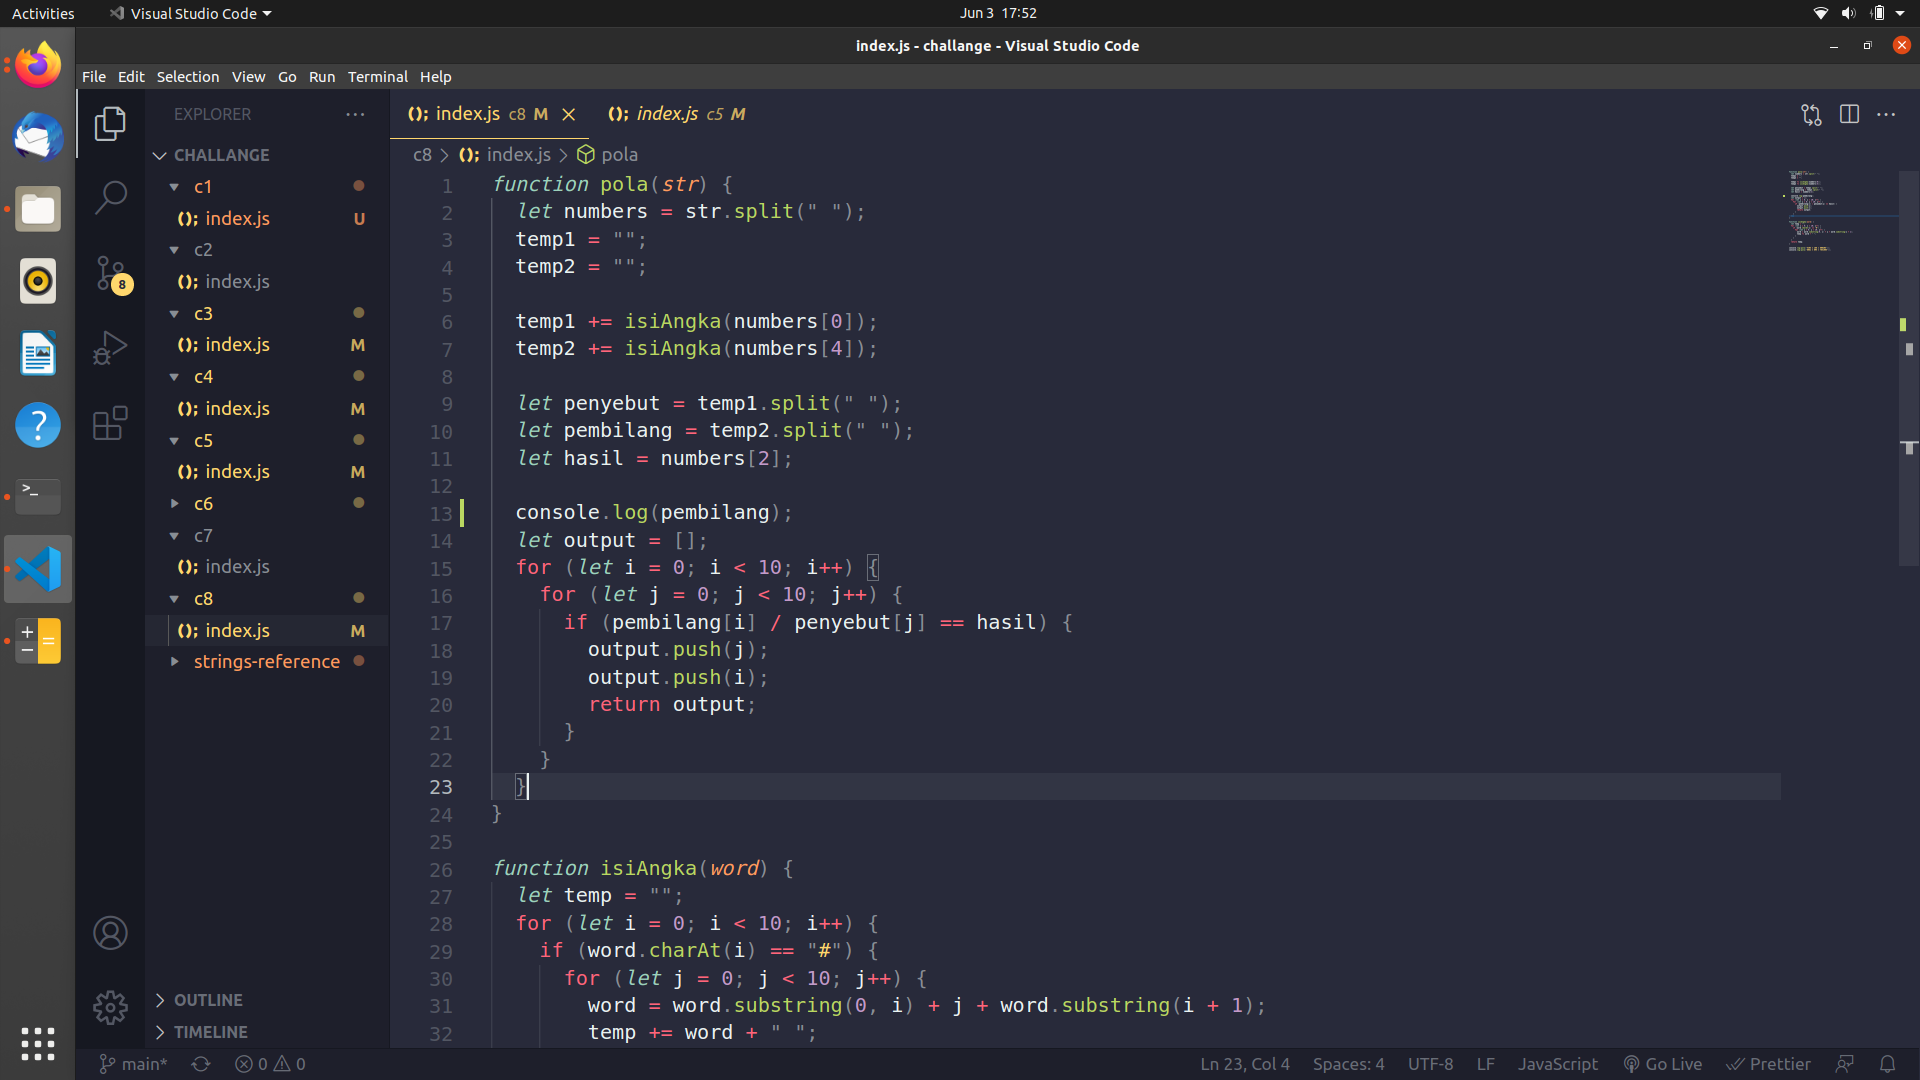 Activities
Visual Studio Code
Jun 3 17:52
index.js - challange - Visual Studio Code
File Edit Selection View Go Run Terminal Help
EXPLORER
CHALLANGE
c1
index.js U
c2
index.js
c3
index.js M
c4
index.js M
c5
index.js M
c6
c7
index.js
c8
index.js M
strings-reference
OUTLINE
TIMELINE
8
index.js c8 M
index.js c5 M
c8 > index.js > pola
1 function pola(str) {
2 let numbers = str.split(" ");
3 temp1 = "";
4 temp2 = "";
5
6 temp1 += isiAngka(numbers[0]);
7 temp2 += isiAngka(numbers[4]);
8
9 let penyebut = temp1.split(" ");
10 let pembilang = temp2.split(" ");
11 let hasil = numbers[2];
12
13 console.log(pembilang);
14 let output = [];
15 for (let i = 0; i < 10; i++) {
16 for (let j = 0; j < 10; j++) {
17 if (pembilang[i] / penyebut[j] == hasil) {
18 output.push(j);
19 output.push(i);
20 return output;
21 }
22 }
23 }
24 }
25
26 function isiAngka(word) {
27 let temp = "";
28 for (let i = 0; i < 10; i++) {
29 if (word.charAt(i) == "#") {
30 for (let j = 0; j < 10; j++) {
31 word = word.substring(0, i) + j + word.substring(i + 1);
32 temp += word + " ";
main* 0 0
Ln 23, Col 4 Spaces: 4 UTF-8 LF JavaScript Go Live Prettier